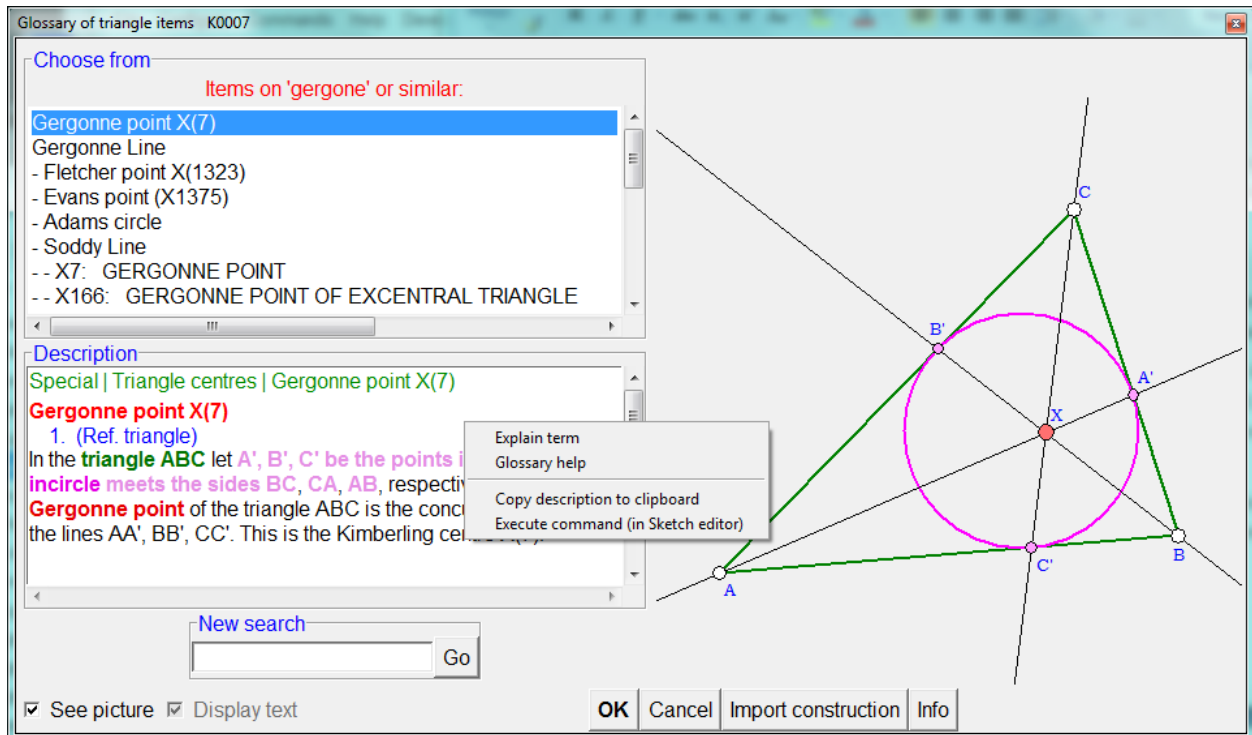 Glossary of triangle items K0007
Choose from
Items on 'gergone' or similar:
Gergonne point X(7)
Gergonne Line
- Fletcher point X(1323)
- Evans point (X1375)
- Adams circle
- Soddy Line
- - X7: GERGONNE POINT
- - X166: GERGONNE POINT OF EXCENTRAL TRIANGLE
Description
Special | Triangle centres | Gergonne point X(7)
Gergonne point X(7)
1. (Ref. triangle)
In the triangle ABC let A', B', C' be the points
incircle meets the sides BC, CA, AB,
Gergonne point of the triangle ABC is the
the lines AA', BB', CC'. This is the Kimberling
Explain term
Glossary help
Copy description to clipboard
Execute command (in Sketch editor)
New search
Go
See picture Display text
OK Cancel Import construction Info
C
B'
A'
X
B
C'
A